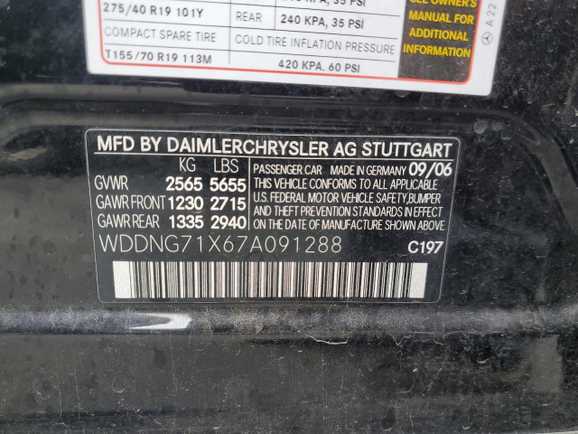 275/40 R19 101Y
REAR 240 KPA, 35 PSI
COMPACT SPARE TIRE COLD TIRE INFLATION PRESSURE
T155/70 R19 113M 420 KPA, 60 PSI
SEE OWNER'S
MANUAL FOR
ADDITIONAL
INFORMATION
A 22
MFD BY DAIMLERCHRYSLER AG STUTTGART
KG LBS
GVWR 2565 5655
GAWR FRONT 1230 2715
GAWR REAR 1335 2940
PASSENGER CAR MADE IN GERMANY 09/06
THIS VEHICLE CONFORMS TO ALL APPLICABLE
U.S. FEDERAL MOTOR VEHICLE SAFETY,BUMPER
AND THEFT PREVENTION STANDARDS IN EFFECT
ON THE DATE OF MANUFACTURE SHOWN ABOVE.
WDDNG71X67A091288 C197